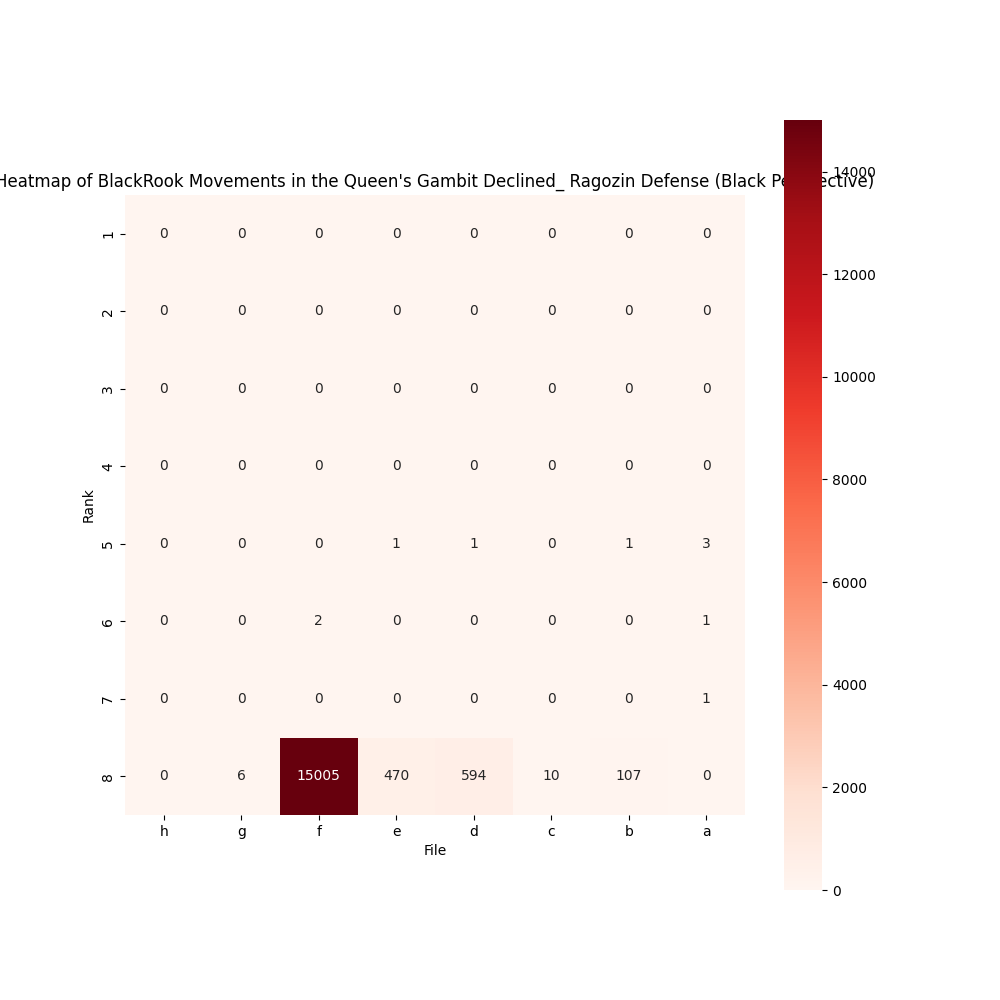 Heatmap of BlackRook Movements in the Queen's Gambit Declined_ Ragozin Defense (Black Pe ective)
14000
1 0 0 0 0 0 0 0 0
12000
2 0 0 0 0 0 0 0 0
3 0 0 0 0 0 0 0 0
10000
4 0 0 0 0 0 0 0 0
8000
Rank
5 0 0 0 1 1 0 1 3
6000
6 0 0 2 0 0 0 0 1
4000
7 0 0 0 0 0 0 0 1
8 0 6 15005 470 594 10 107 0
2000
h g f e d c b a
File
0